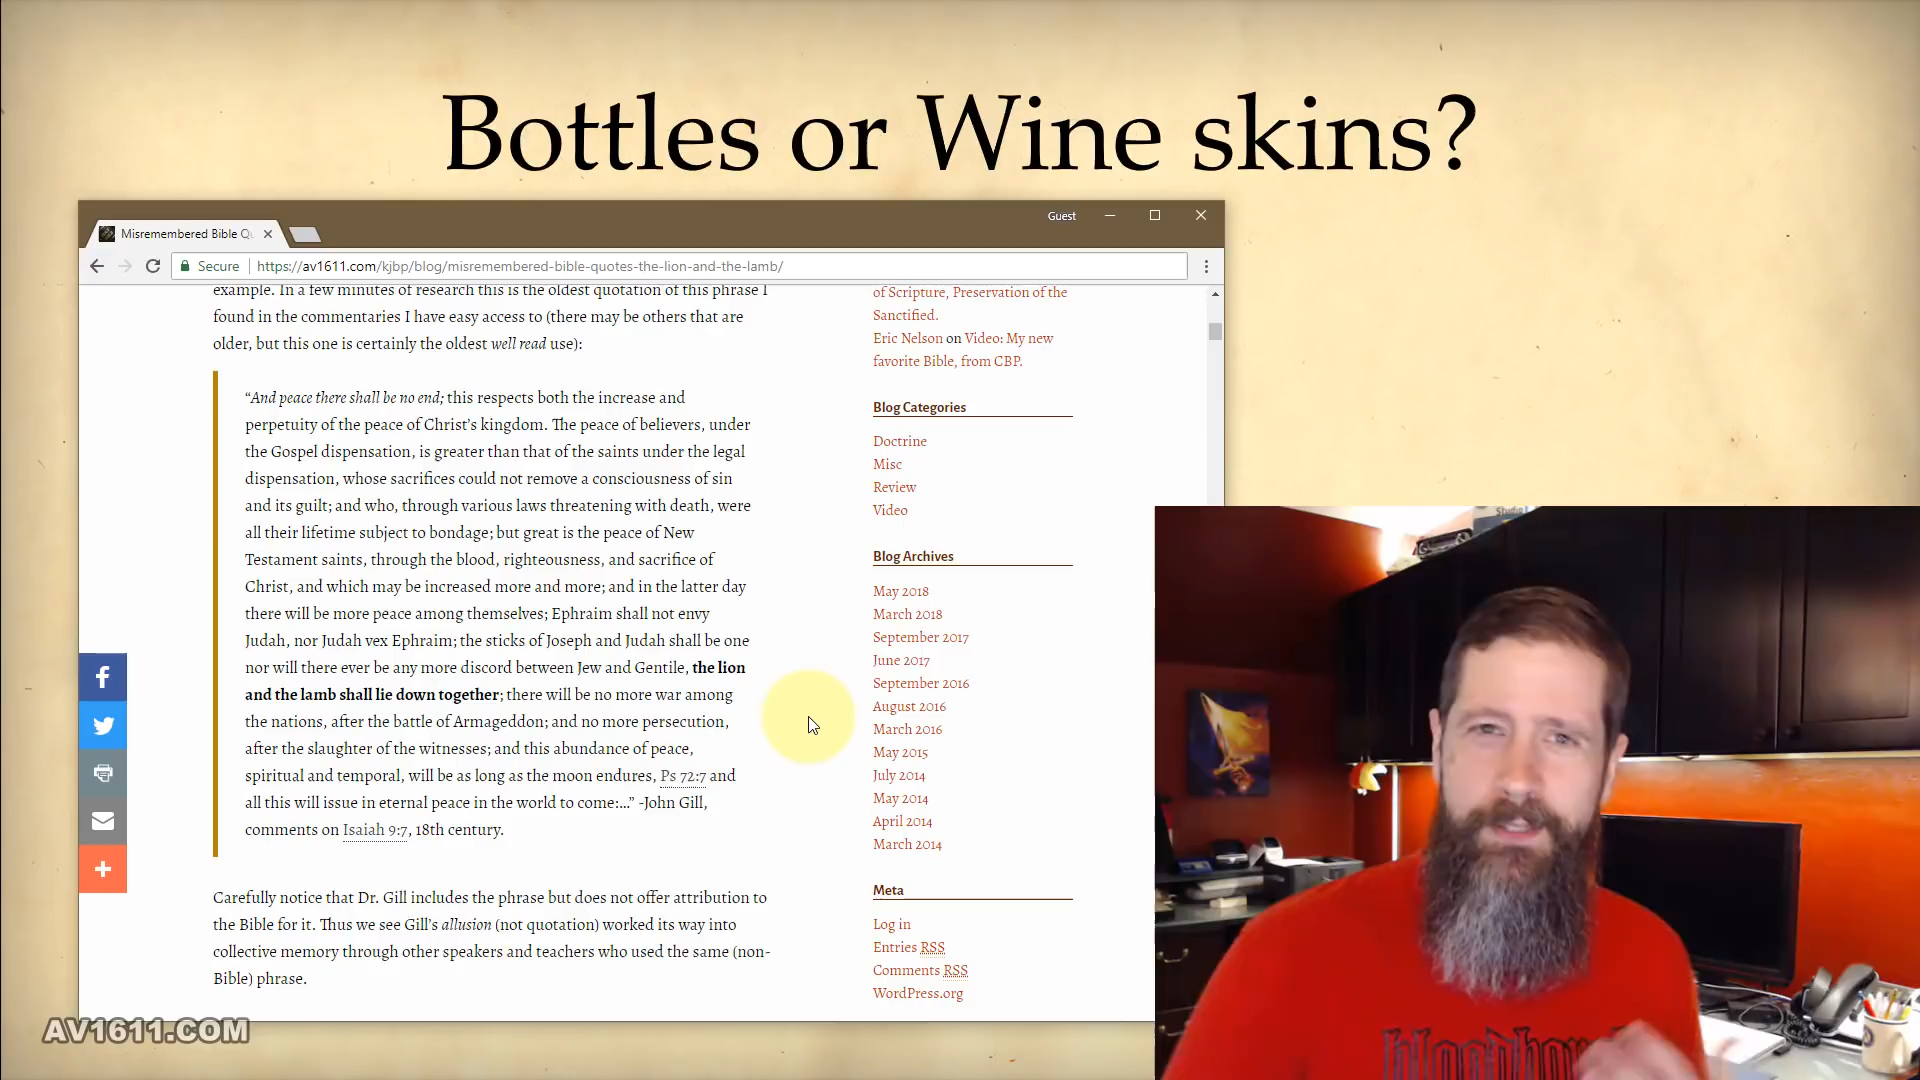 Bottles or Wine skins?
Guest
Misremembered Bible Q
Secure
https://av1611.com/kjbp/blog/misremembered-bible-quotes-the-lion-and-the-lamb/
example. In a few minutes of research this is the oldest quotation of this phrase I
found in the commentaries I have easy access to (there may be others that are
older, but this one is certainly the oldest well read use):
“And peace there shall be no end; this respects both the increase and
perpetuity of the peace of Christ’s kingdom. The peace of believers, under
the Gospel dispensation, is greater than that of the saints under the legal
dispensation, whose sacrifices could not remove a consciousness of sin
and its guilt; and who, through various laws threatening with death, were
all their lifetime subject to bondage; but great is the peace of New
Testament saints, through the blood, righteousness, and sacrifice of
Christ, and which may be increased more and more; and in the latter day
there will be more peace among themselves; Ephraim shall not envy
Judah, nor Judah vex Ephraim; the sticks of Joseph and Judah shall be one
nor will there ever be any more discord between Jew and Gentile, the lion
and the lamb shall lie down together; there will be no more war among
the nations, after the battle of Armageddon; and no more persecution,
after the slaughter of the witnesses; and this abundance of peace,
spiritual and temporal, will be as long as the moon endures, Ps 72:7 and
all this will issue in eternal peace in the world to come:…” -John Gill,
comments on Isaiah 9:7, 18th century.
Carefully notice that Dr. Gill includes the phrase but does not offer attribution to
the Bible for it. Thus we see Gill’s allusion (not quotation) worked its way into
collective memory through other speakers and teachers who used the same (non-
Bible) phrase.
of Scripture, Preservation of the
Sanctified.
Eric Nelson on Video: My new
favorite Bible, from CBP.
Blog Categories
Doctrine
Misc
Review
Video
Blog Archives
May 2018
March 2018
September 2017
June 2017
September 2016
August 2016
March 2016
May 2015
July 2014
May 2014
April 2014
March 2014
Meta
Log in
Entries RSS
Comments RSS
WordPress.org
AV1611.COM